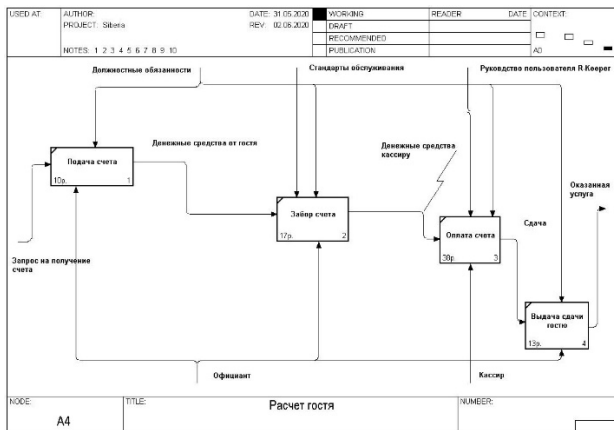 USED AT: AUTHOR: DATE: 31.05.2020 WORKING READER DATE CONTEXT:
PROJECT: Siberia REV: 02.06.2020 DRAFT
RECOMMENDED
NOTES: 1 2 3 4 5 6 7 8 9 10 PUBLICATION A0
Должностные обязанности
Стандарты обслуживания
Руководство пользователя R-Keeper
Денежные средства от гостя
Денежные средства
кассиру
Подача счета
10р. 1
Оказанная
услуга
Забор счета
17р. 2
Оплата счета
38р. 3
Сдача
Запрос на получение
счета
Выдача сдачи
гостю
13р. 4
Официант
Кассир
NODE: TITLE: NUMBER:
Расчет гостя
A4